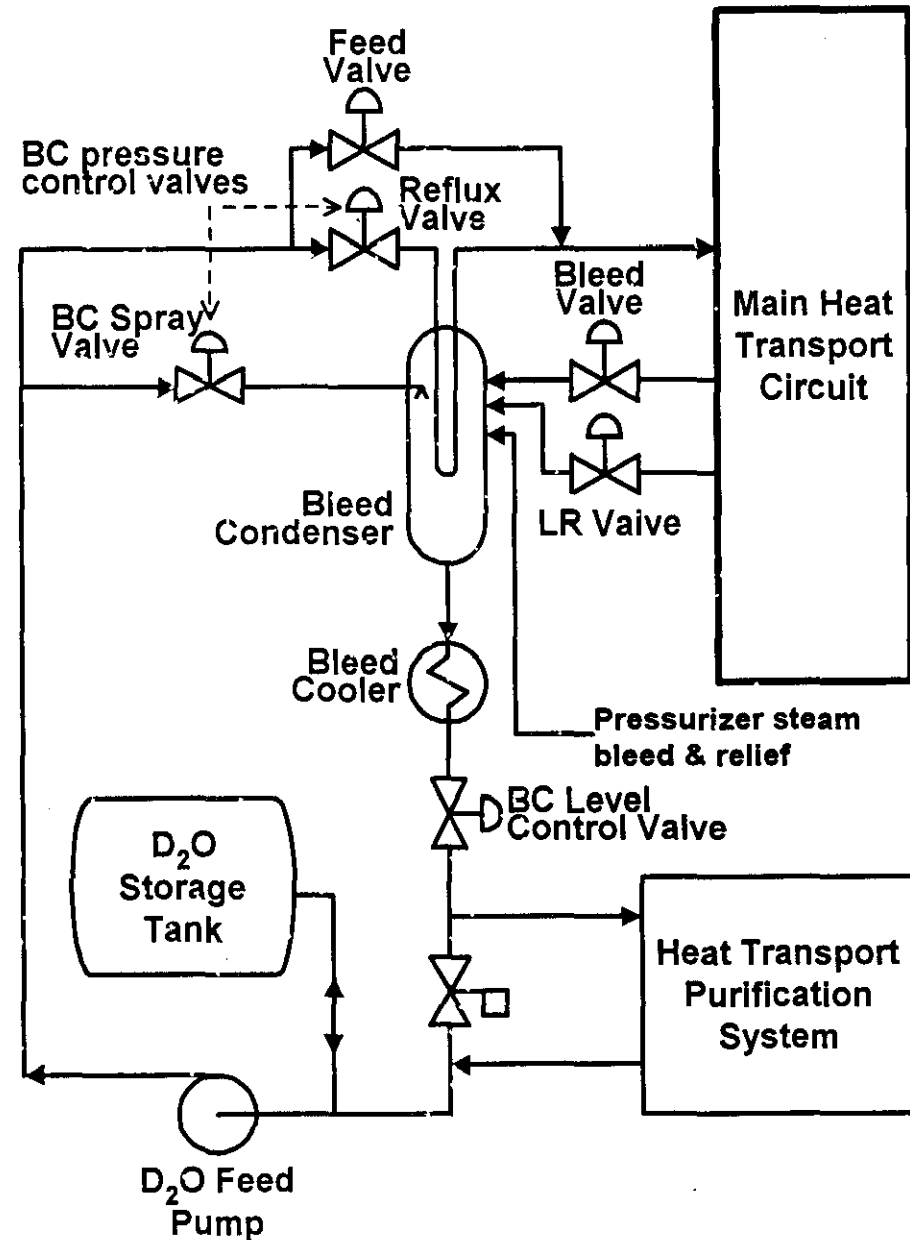 Feed
Valve
BC pressure
control valves
Reflux
Valve
BC Spray
Valve
Bleed
Valve
Main Heat
Transport
Circuit
LR Valve
Bleed
Condenser
Bleed
Cooler
Pressurizer steam
bleed & relief
BC Level
Control Valve
D₂O
Storage
Tank
Heat Transport
Purification
System
D₂O Feed
Pump